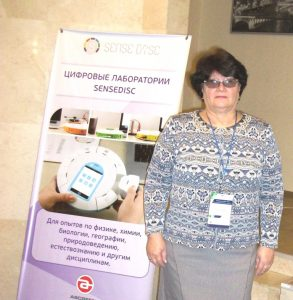 SENSE DISC
ЦИФРОВЫЕ ЛАБОРАТОРИИ
SENSEDISC
Для опытов по физике, химии,
биологии, географии,
природоведению,
естествознанию и другим
дисциплинам.